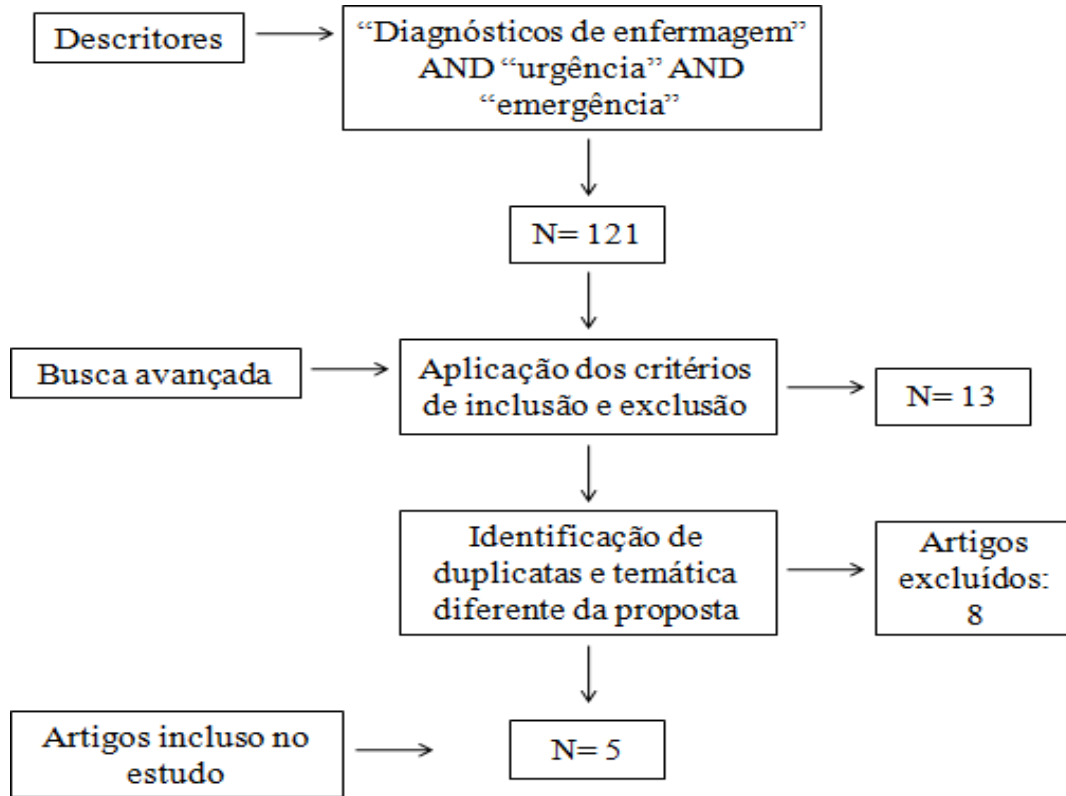 Descritores
“Diagnósticos de enfermagem”
AND “urgência” AND
“emergência”
N= 121
Busca avançada
Aplicação dos critérios
de inclusão e exclusão
N= 13
Identificação de
duplicatas e temática
diferente da proposta
Artigos
excluídos:
8
Artigos incluso no
estudo
N= 5